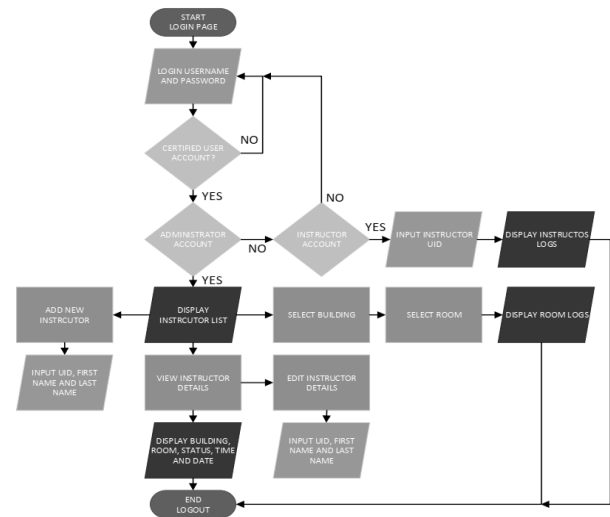 START
LOGIN PAGE
LOGIN USERNAME
AND PASSWORD
NO
CERTIFIED USER
ACCOUNT?
YES
NO
ADMINISTRATOR
ACCOUNT
NO
INSTRUCTOR
ACCOUNT
YES
INPUT INSTRUCTOR
UID
DISPLAY INSTRUCTOS
LOGS
YES
ADD NEW
INSTRCUTOR
DISPLAY
INSTRCUTOR LIST
SELECT BUILDING
SELECT ROOM
DISPLAY ROOM LOGS
INPUT UID, FIRST
NAME AND LAST
NAME
VIEW INSTRUCTOR
DETAILS
EDIT INSTRUCTOR
DETAILS
DISPLAY BUILDING,
ROOM, STATUS, TIME
AND DATE
INPUT UID, FIRST
NAME AND LAST
NAME
END
LOGOUT